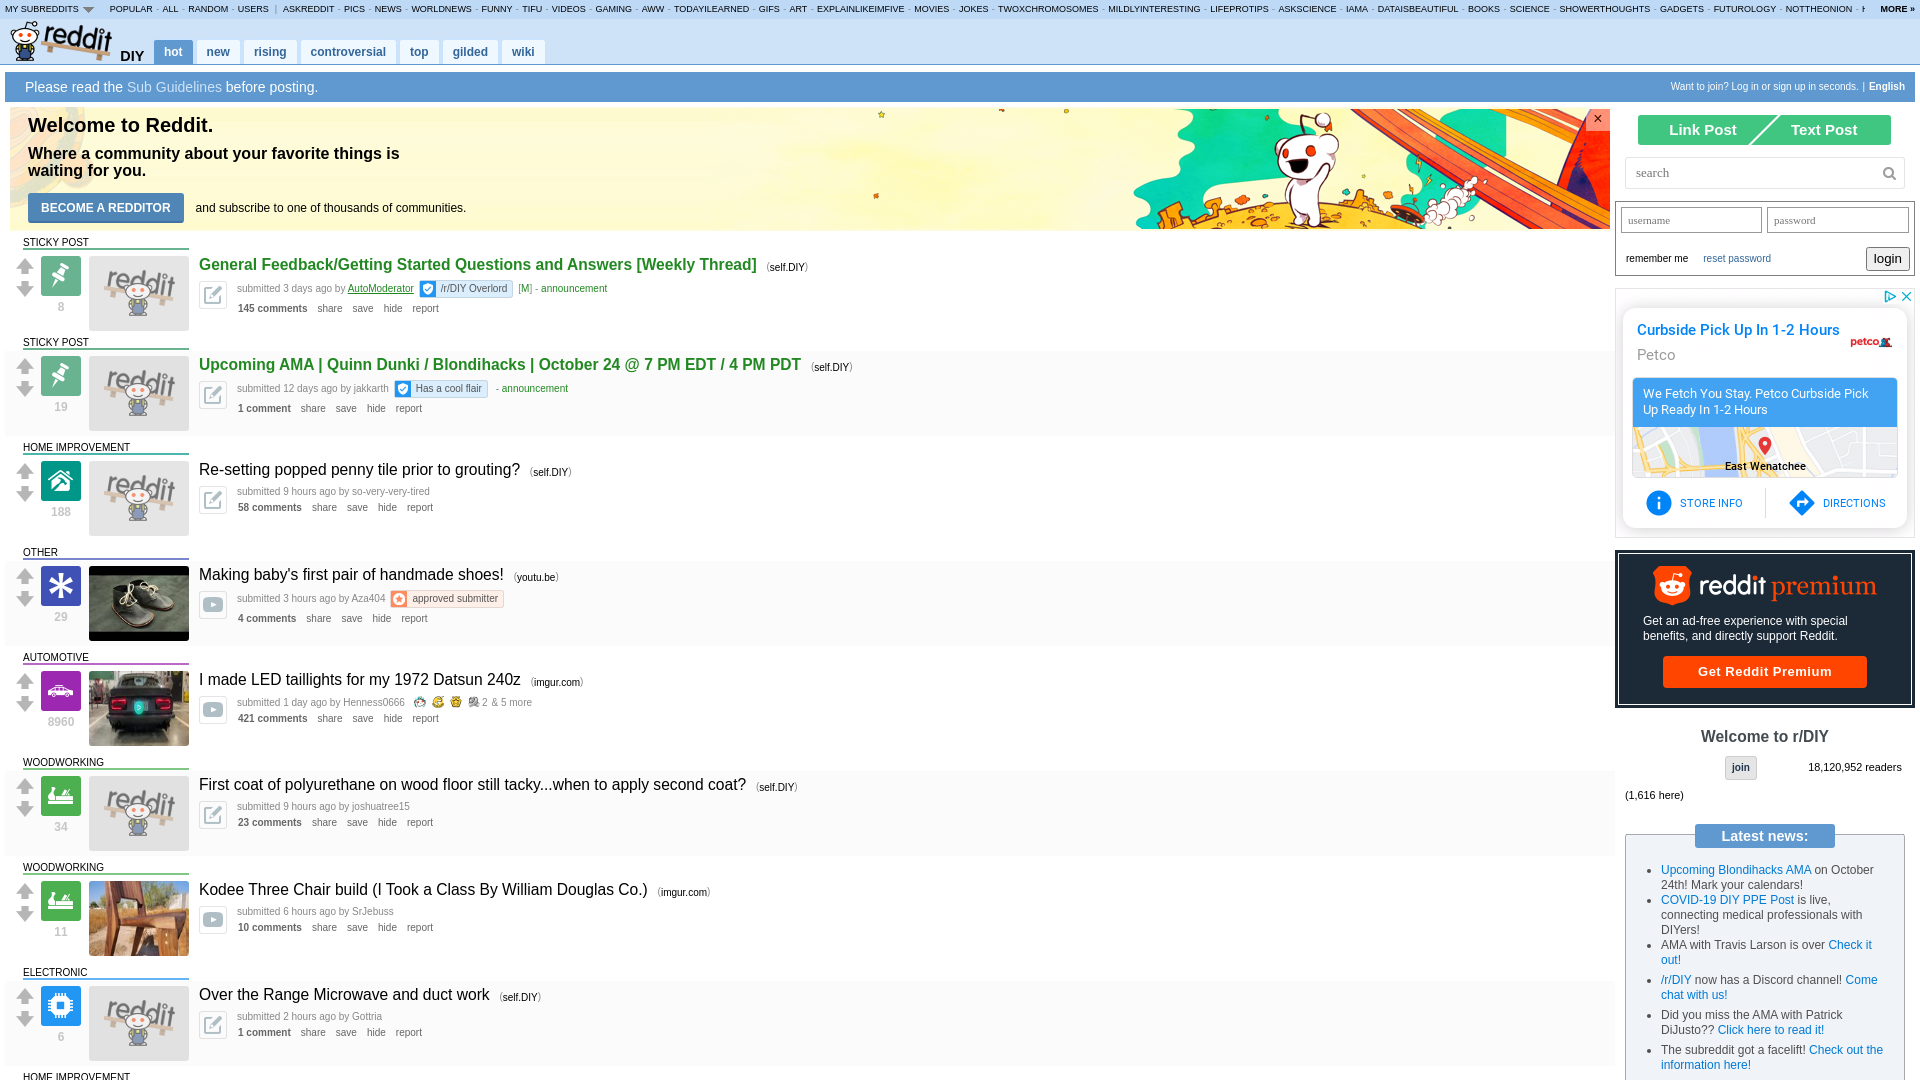 MY SUBREDDITS POPULAR - ALL - RANDOM - USERS | ASKREDDIT - PICS - NEWS - WORLDNEWS - FUNNY - TIFU - VIDEOS - GAMING - AWW - TODAYILEARNED - GIFS - ART - EXPLAINLIKEIMFIVE - MOVIES - JOKES - TWOXCHROMOSOMES - MILDLYINTERESTING - LIFEPROTIPS - ASKSCIENCE - IAMA - DATAISBEAUTIFUL - BOOKS - SCIENCE - SHOWERTHOUGHTS - GADGETS - FUTUROLOGY - NOTTHEONION - MORE »
reddit DIY hot new rising controversial top gilded wiki
Please read the Sub Guidelines before posting.
Want to join? Log in or sign up in seconds. | English
Welcome to Reddit.
Where a community about your favorite things is
waiting for you.
BECOME A REDDITOR and subscribe to one of thousands of communities.
×
STICKY POST
General Feedback/Getting Started Questions and Answers [Weekly Thread] (self.DIY)
submitted 3 days ago by AutoModerator /r/DIY Overlord [M] - announcement
8
145 comments share save hide report
STICKY POST
Upcoming AMA | Quinn Dunki / Blondihacks | October 24 @ 7 PM EDT / 4 PM PDT (self.DIY)
submitted 12 days ago by jakkarth Has a cool flair - announcement
19
1 comment share save hide report
HOME IMPROVEMENT
Re-setting popped penny tile prior to grouting? (self.DIY)
submitted 9 hours ago by so-very-very-tired
188
58 comments share save hide report
OTHER
Making baby's first pair of handmade shoes! (youtu.be)
submitted 3 hours ago by Aza404 approved submitter
29
4 comments share save hide report
AUTOMOTIVE
I made LED taillights for my 1972 Datsun 240z (imgur.com)
submitted 1 day ago by Henness0666 2 & 5 more
8960
421 comments share save hide report
WOODWORKING
First coat of polyurethane on wood floor still tacky...when to apply second coat? (self.DIY)
submitted 9 hours ago by joshuatree15
34
23 comments share save hide report
WOODWORKING
Kodee Three Chair build (I Took a Class By William Douglas Co.) (imgur.com)
submitted 6 hours ago by SrJebuss
11
10 comments share save hide report
ELECTRONIC
Over the Range Microwave and duct work (self.DIY)
submitted 2 hours ago by Gottria
6
1 comment share save hide report
HOME IMPROVEMENT
Link Post Text Post
search
username password
remember me reset password login
Curbside Pick Up In 1-2 Hours
Petco
petco
We Fetch You Stay. Petco Curbside Pick
Up Ready In 1-2 Hours
East Wenatchee
STORE INFO DIRECTIONS
reddit premium
Get an ad-free experience with special
benefits, and directly support Reddit.
Get Reddit Premium
Welcome to r/DIY
join 18,120,952 readers
(1,616 here)
Latest news:
Upcoming Blondihacks AMA on October
24th! Mark your calendars!
COVID-19 DIY PPE Post is live,
connecting medical professionals with
DIYers!
AMA with Travis Larson is over Check it
out!
/r/DIY now has a Discord channel! Come
chat with us!
Did you miss the AMA with Patrick
DiJusto?? Click here to read it!
The subreddit got a facelift! Check out the
information here!